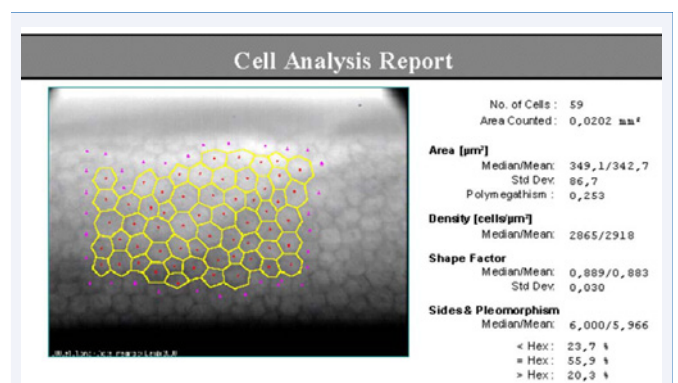 Cell Analysis Report
No. of Cells : 59
Area Counted : 0,0202 mm²
Area [µm²]
Median/Mean: 349,1/342,7
Std Dev: 86,7
Polymegathism : 0,253
Density [cells/µm²]
Median/Mean: 2865/2918
Shape Factor
Median/Mean: 0,889/0,883
Std Dev: 0,030
Sides & Pleomorphism
Median/Mean: 6,000/5,966
< Hex : 23,7 %
= Hex : 55,9 %
> Hex : 20,3 %